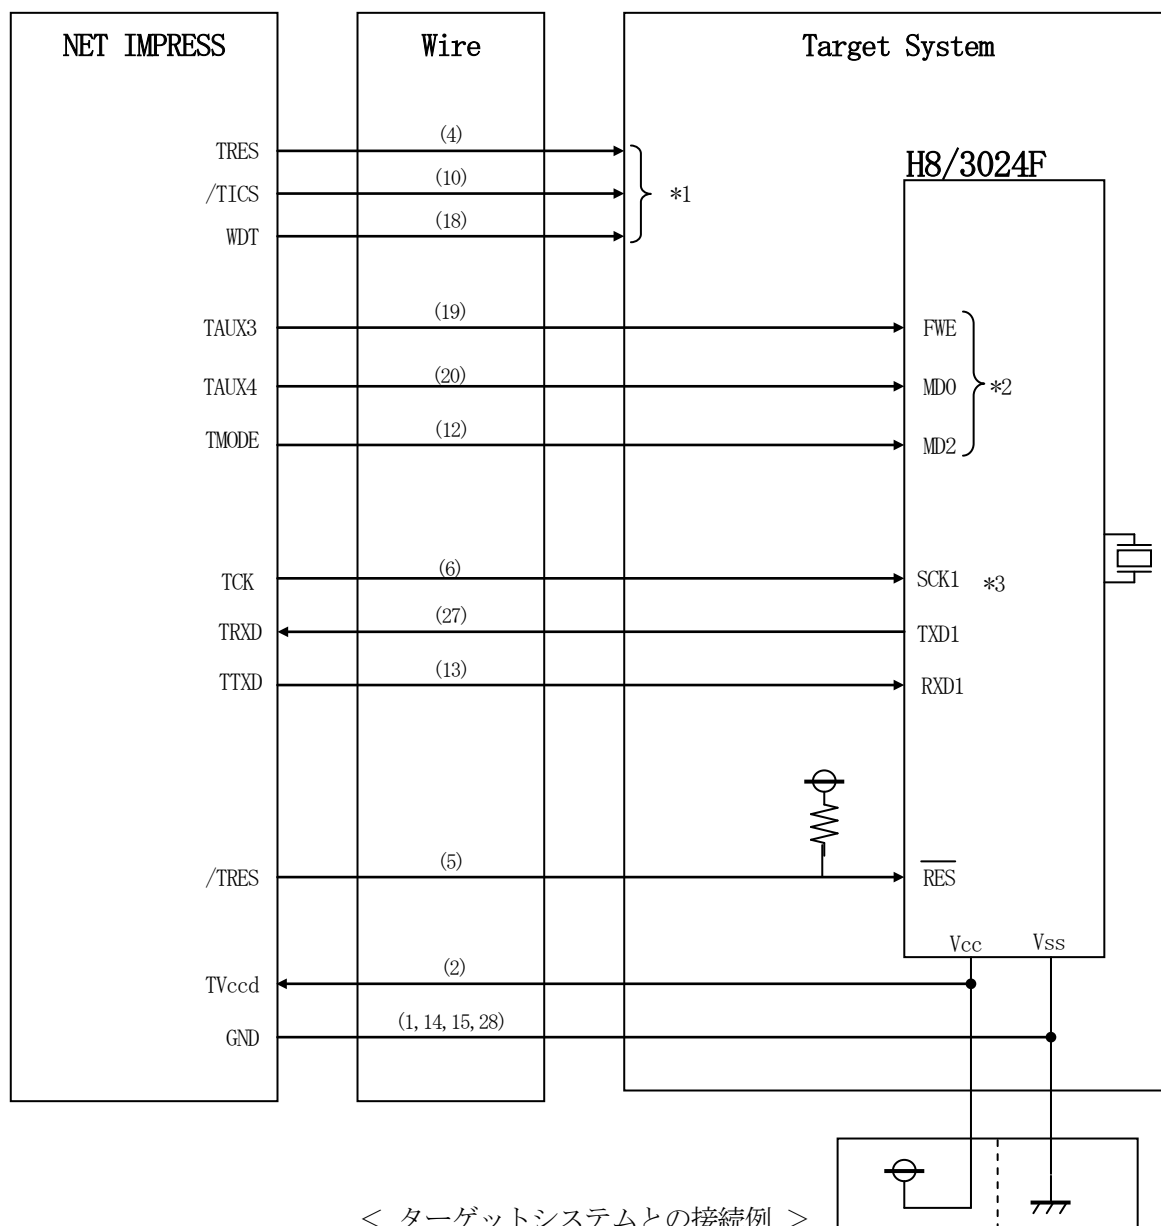 NET IMPRESS Wire Target System
TRES (4)
/TICS (10) *1
WDT (18)
H8/3024F
TAUX3 (19) FWE
TAUX4 (20) MD0 *2
TMODE (12) MD2
TCK (6) SCK1 *3
TRXD (27) TXD1
TTXD (13) RXD1
/TRES (5) RES
Vcc Vss
TVccd (2)
GND (1,14,15,28)
< ターゲットシステムとの接続例 >